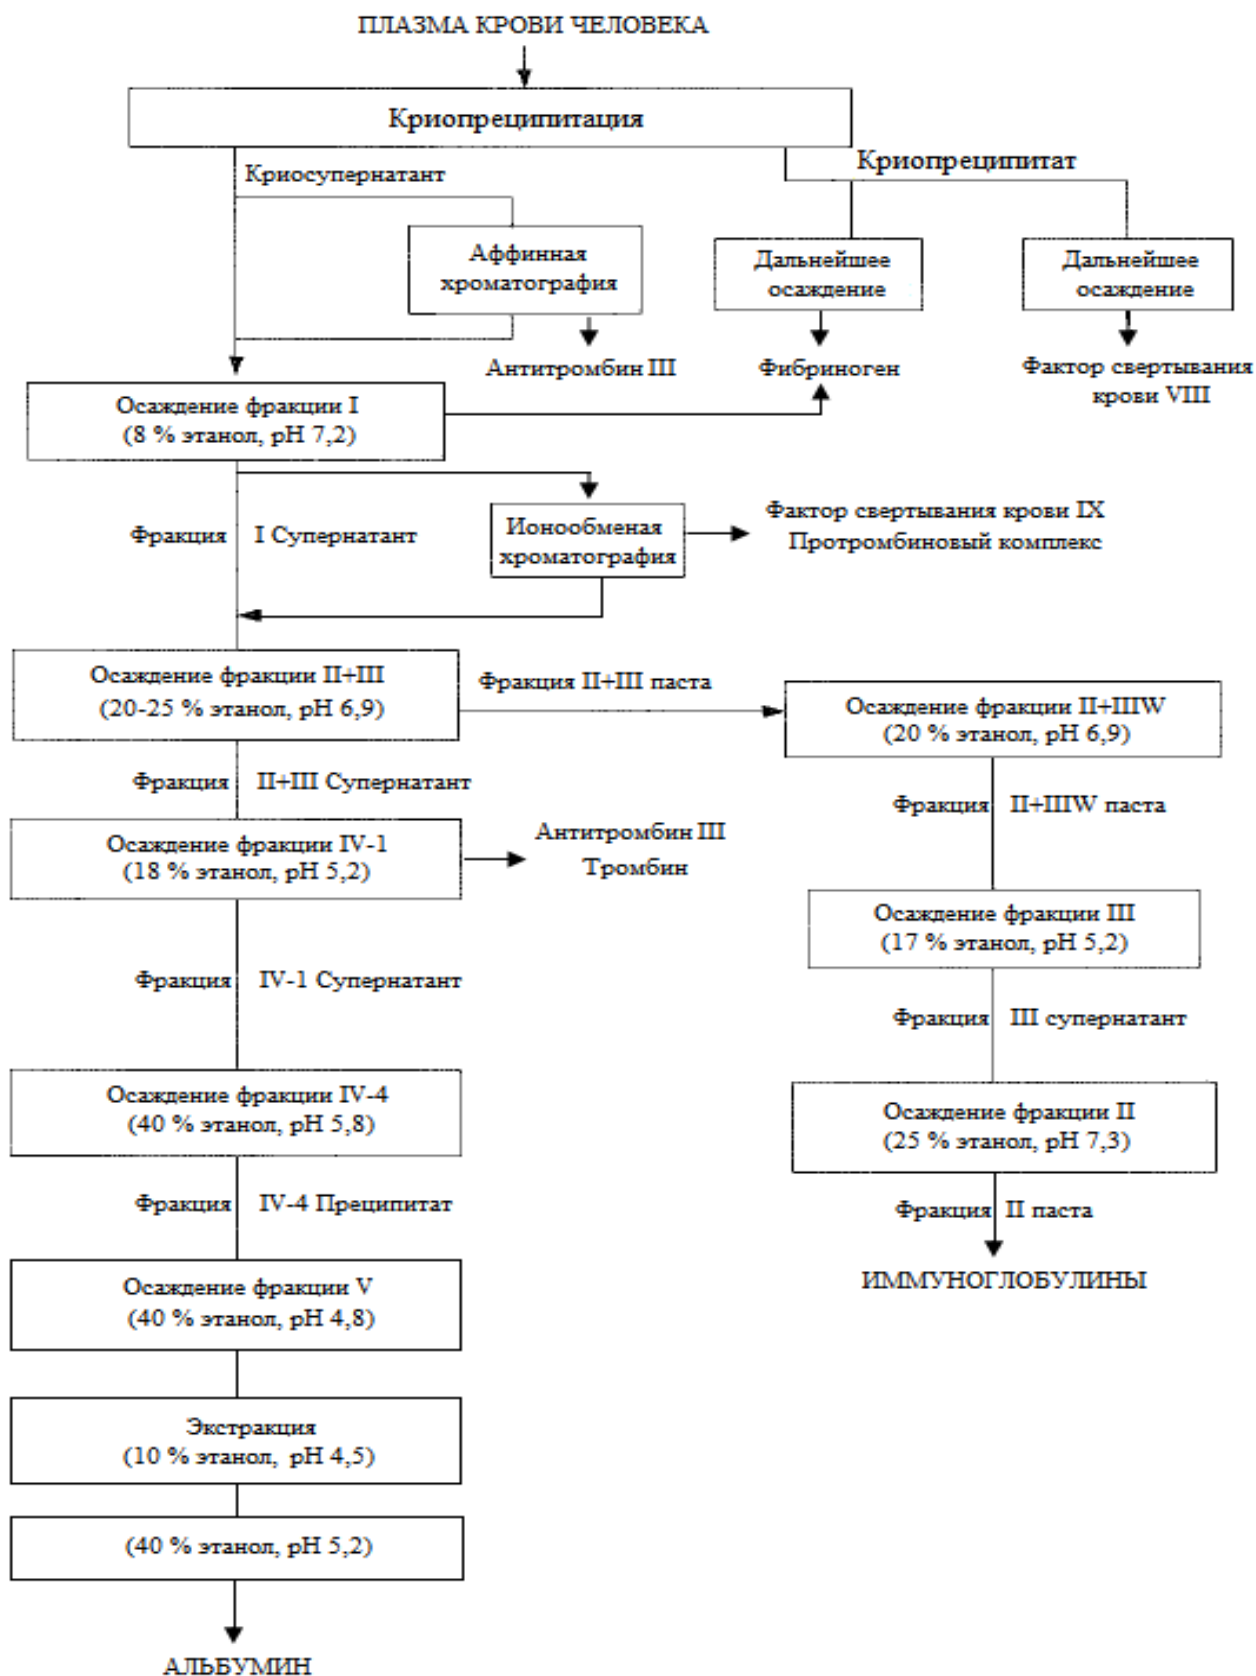 ПЛАЗМА КРОВИ ЧЕЛОВЕКА
Криопреципитация
Криосупернатант
Криопреципитат
Аффинная
хроматография
Дальнейшее
осаждение
Дальнейшее
осаждение
Антитромбин III
Фибриноген
Фактор свертывания
крови VIII
Осаждение фракции I
(8 % этанол, pH 7,2)
Фракция I Супернатант
Ионообменая
хроматография
Фактор свертывания крови IX
Протромбиновый комплекс
Осаждение фракции II+III
(20-25 % этанол, pH 6,9)
Фракция II+III паста
Осаждение фракции II+IIIW
(20 % этанол, pH 6,9)
Фракция II+III Супернатант
Фракция II+IIIW паста
Осаждение фракции IV-1
(18 % этанол, pH 5,2)
Антитромбин III
Тромбин
Осаждение фракции III
(17 % этанол, pH 5,2)
Фракция IV-1 Супернатант
Фракция III супернатант
Осаждение фракции IV-4
(40 % этанол, pH 5,8)
Осаждение фракции II
(25 % этанол, pH 7,3)
Фракция IV-4 Преципитат
Фракция II паста
Осаждение фракции V
(40 % этанол, pH 4,8)
ИММУНОГЛОБУЛИНЫ
Экстракция
(10 % этанол, pH 4,5)
(40 % этанол, pH 5,2)
АЛЬБУМИН